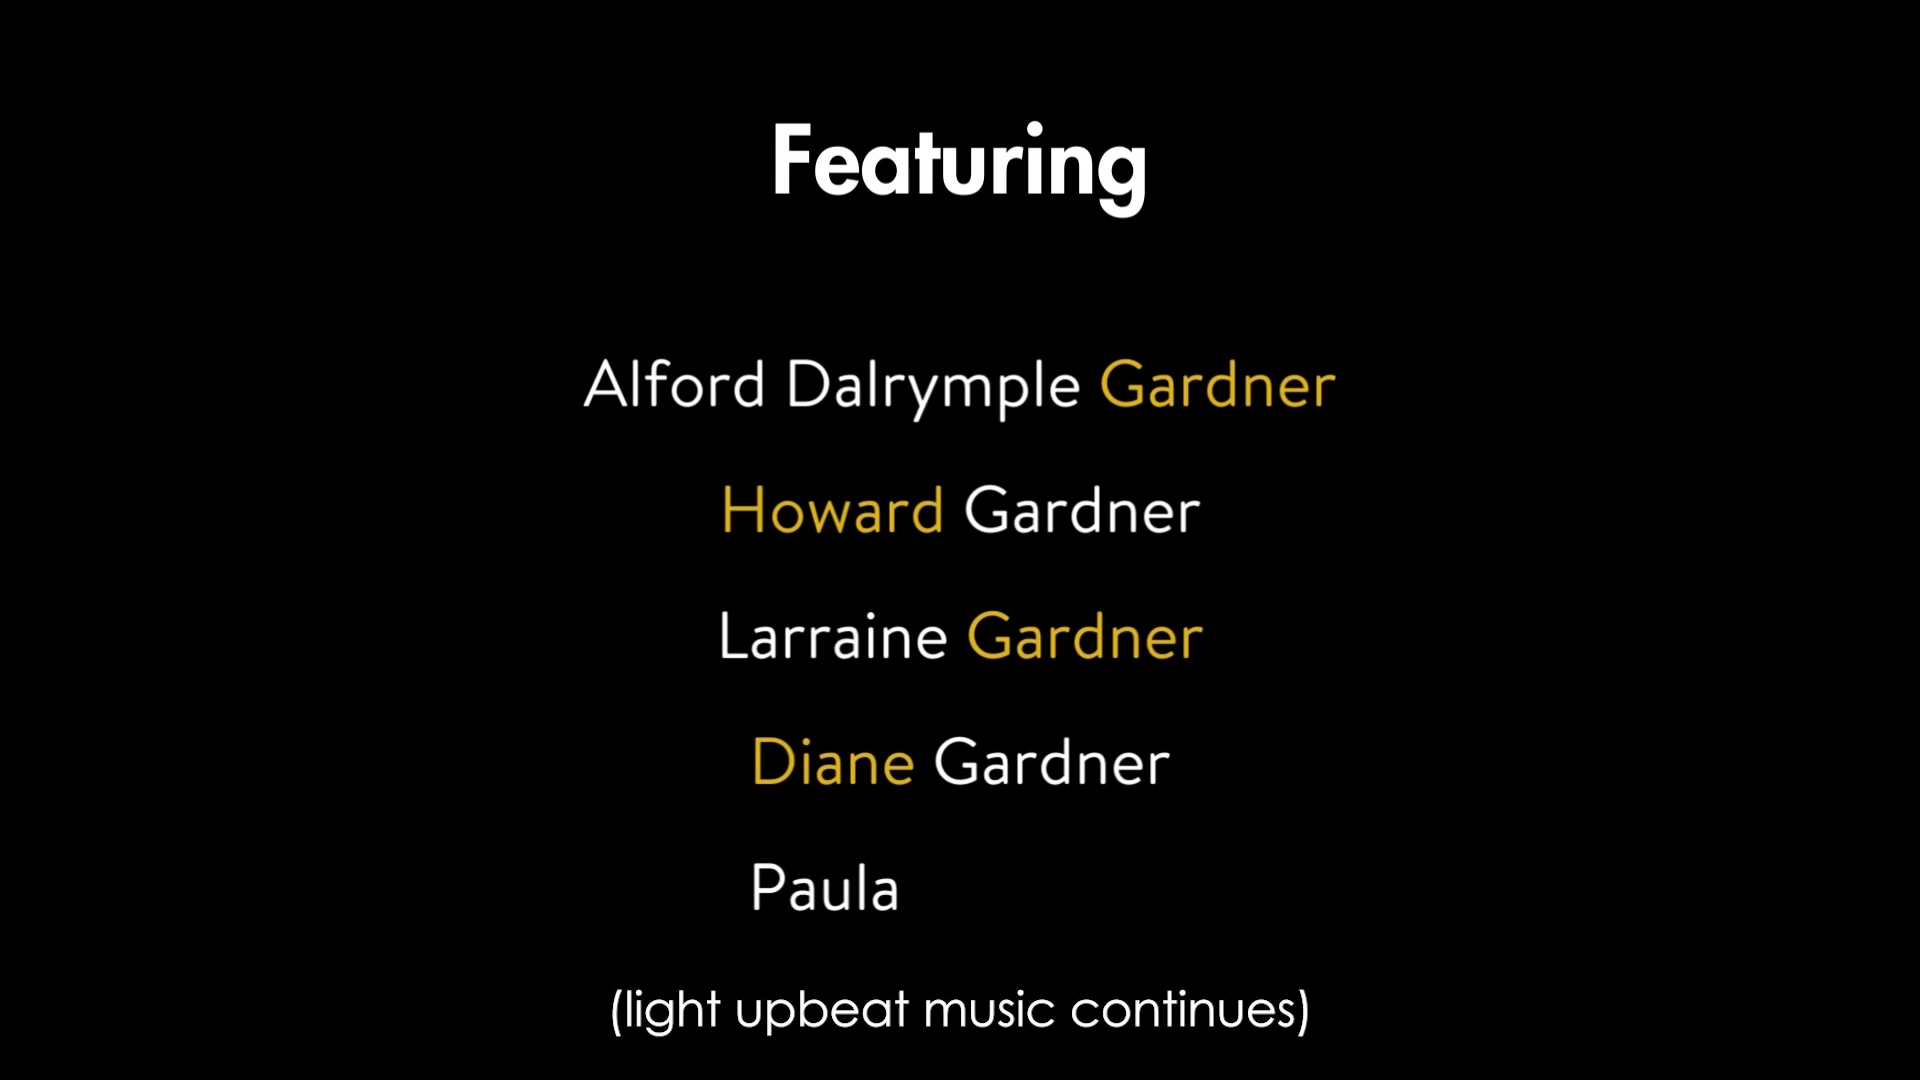 Featuring
Alford Dalrymple Gardner
Howard Gardner
Larraine Gardner
Diane Gardner
Paula
(light upbeat music continues)